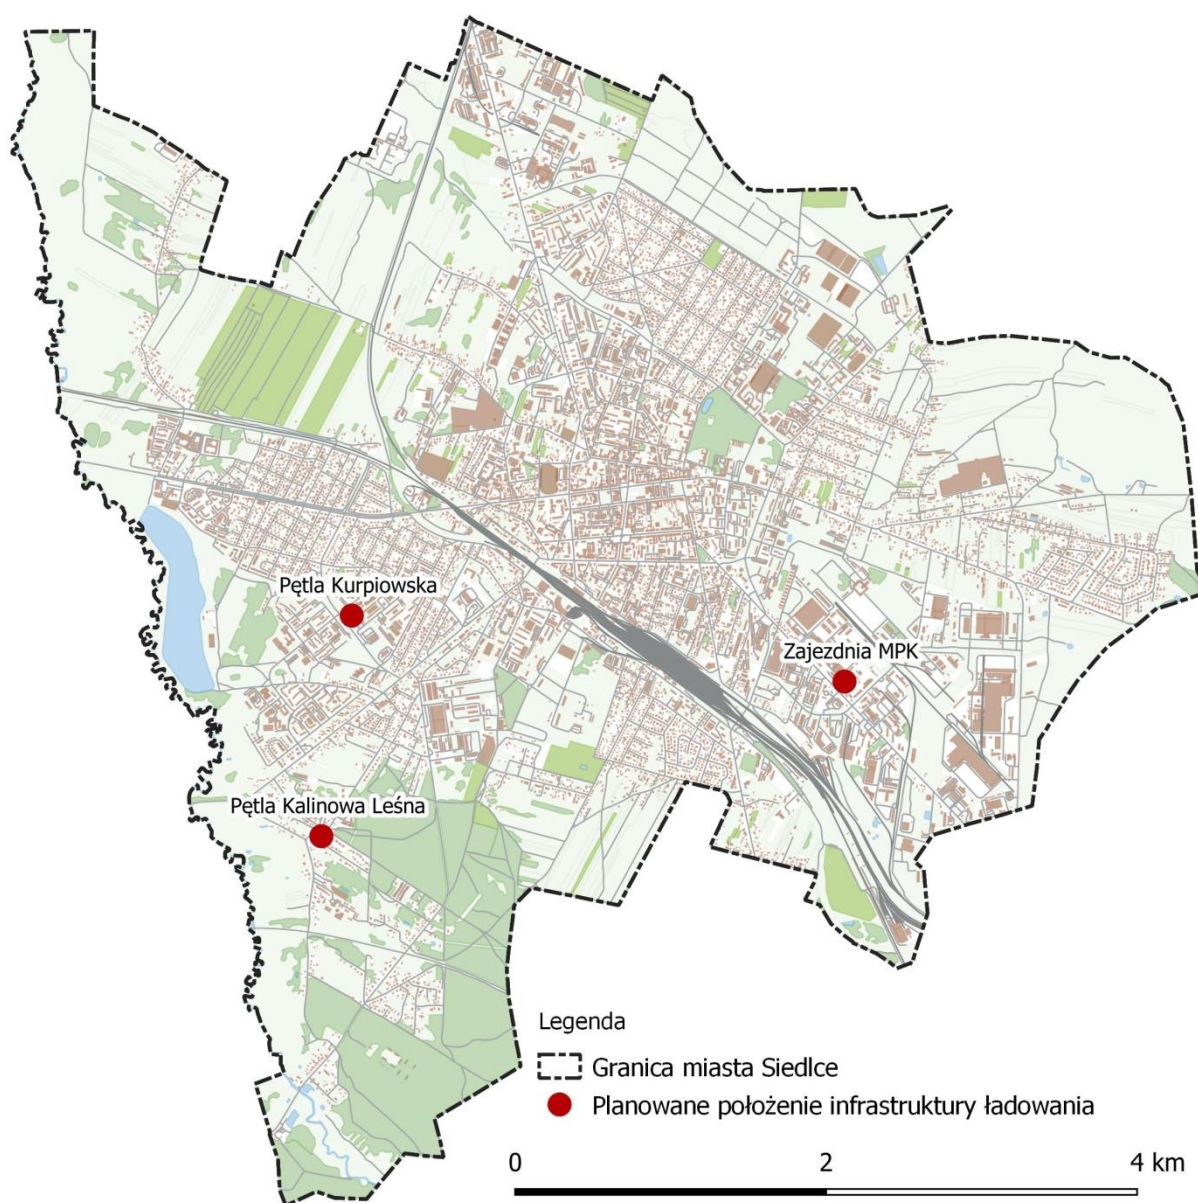 Pętla Kurpiowska
Zajezdnia MPK
Pętla Kalinowa Leśna
Legenda
Granica miasta Siedlce
Planowane położenie infrastruktury ładowania
0 2 4 km